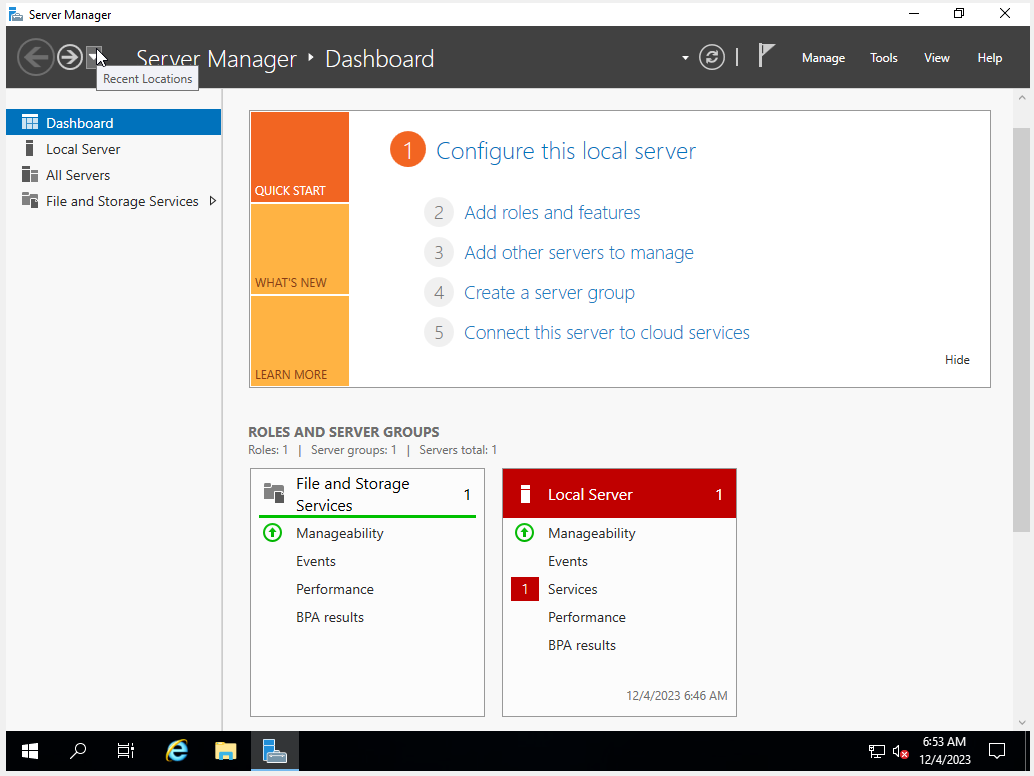 Server Manager
Server Manager ‣ Dashboard
Manage
Tools
View
Help
Recent Locations
Dashboard
Local Server
All Servers
File and Storage Services
QUICK START
WHAT'S NEW
LEARN MORE
1 Configure this local server
2 Add roles and features
3 Add other servers to manage
4 Create a server group
5 Connect this server to cloud services
Hide
ROLES AND SERVER GROUPS
Roles: 1 | Server groups: 1 | Servers total: 1
File and Storage
Services
1
Manageability
Events
Performance
BPA results
Local Server 1
Manageability
Events
1 Services
Performance
BPA results
12/4/2023 6:46 AM
6:53 AM
12/4/2023